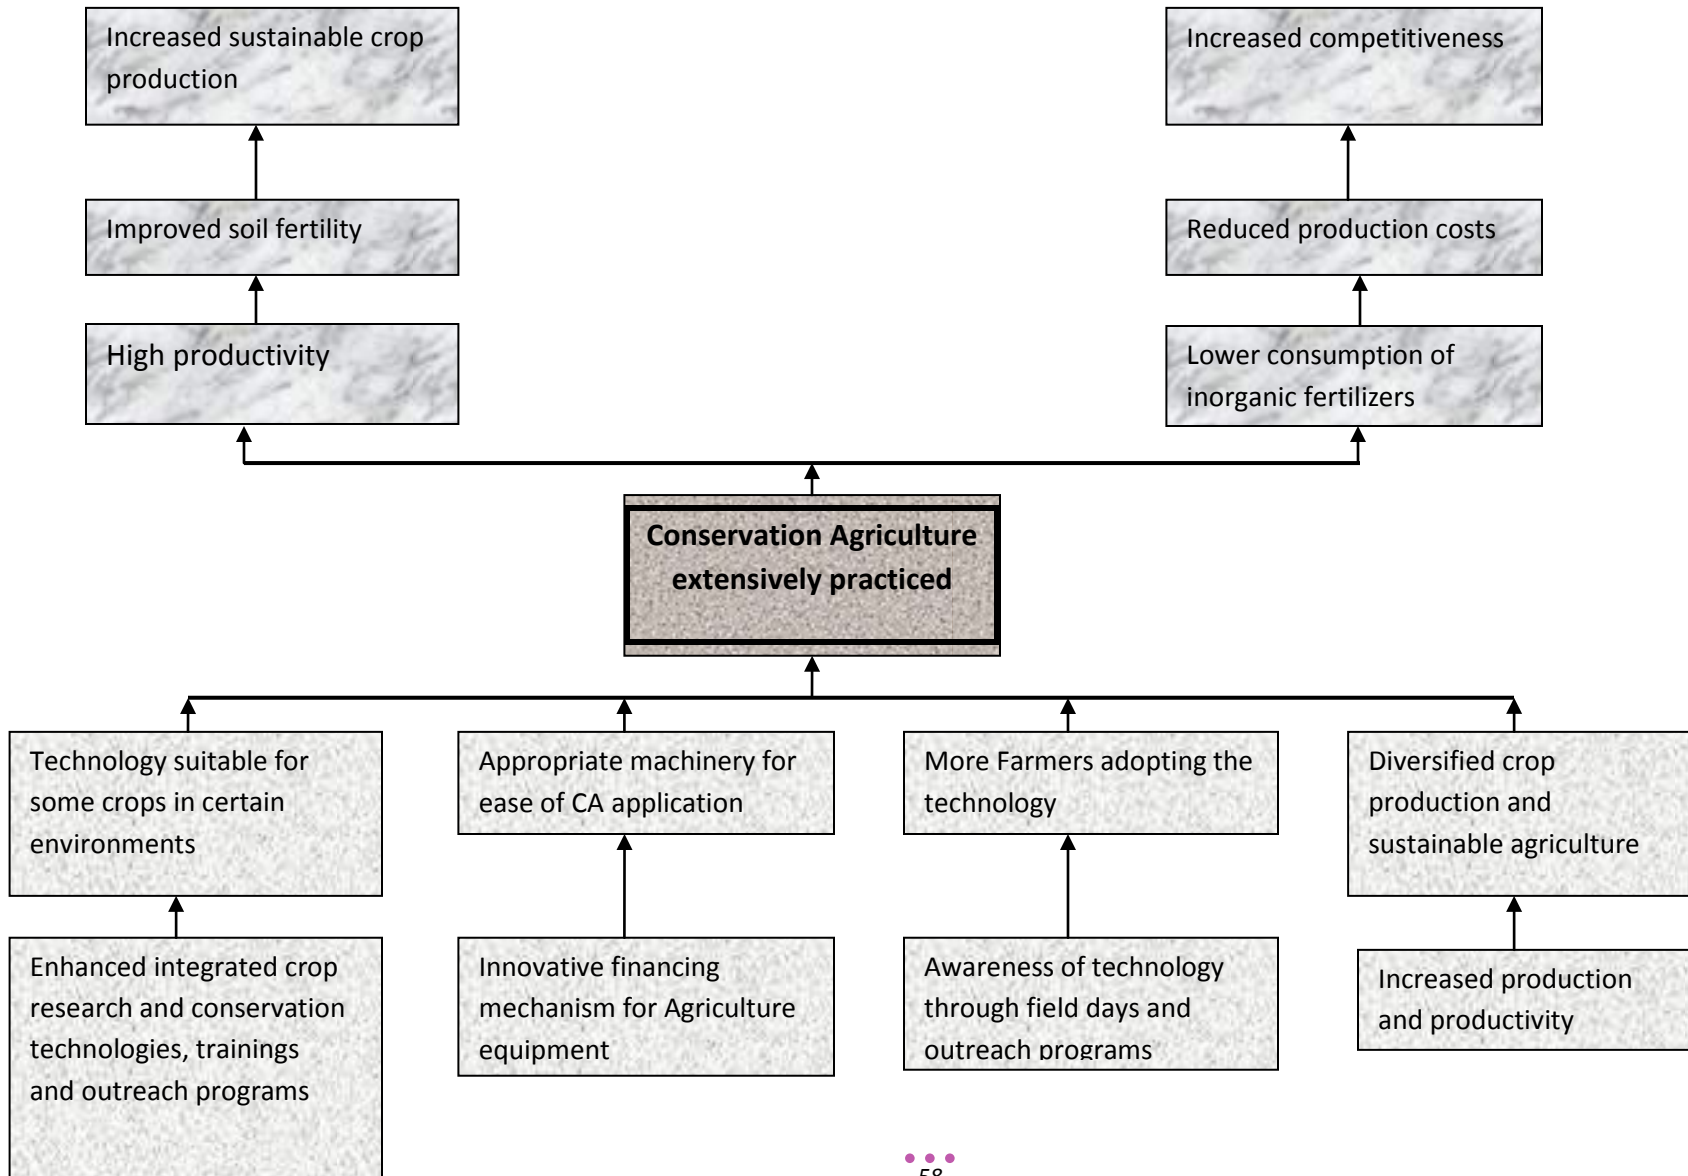 Increased sustainable crop
production
Increased competitiveness
Improved soil fertility
Reduced production costs
High productivity
Lower consumption of
inorganic fertilizers
Conservation Agriculture
extensively practiced
Technology suitable for
some crops in certain
environments
Appropriate machinery for
ease of CA application
More Farmers adopting the
technology
Diversified crop
production and
sustainable agriculture
Enhanced integrated crop
research and conservation
technologies, trainings
and outreach programs
Innovative financing
mechanism for Agriculture
equipment
Awareness of technology
through field days and
outreach programs
Increased production
and productivity
58